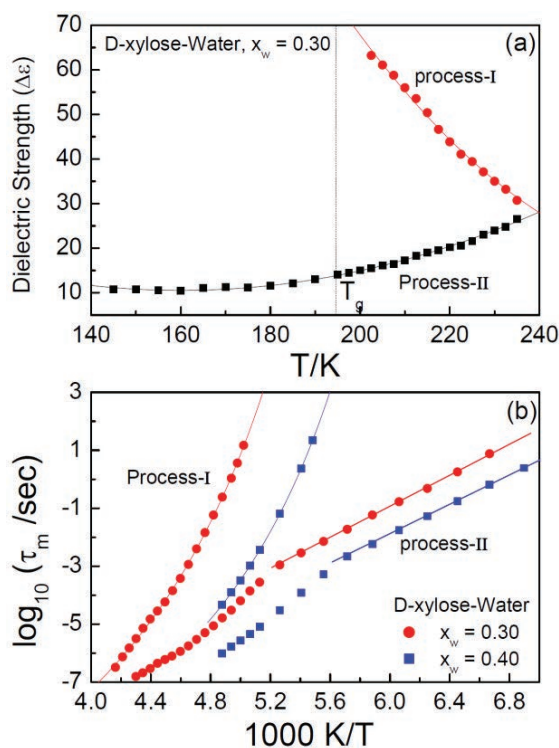 (a)
D-xylose-Water, x_w = 0.30
process-I
Process-II
T_g
Dielectric Strength (Δε)
70
60
50
40
30
20
10
140 160 180 200 220 240
T/K
(b)
Process-I
process-II
D-xylose-Water
x_w = 0.30
x_w = 0.40
log₁₀ (τ_m /sec)
3
1
-1
-3
-5
-7
4.0 4.4 4.8 5.2 5.6 6.0 6.4 6.8
1000 K/T